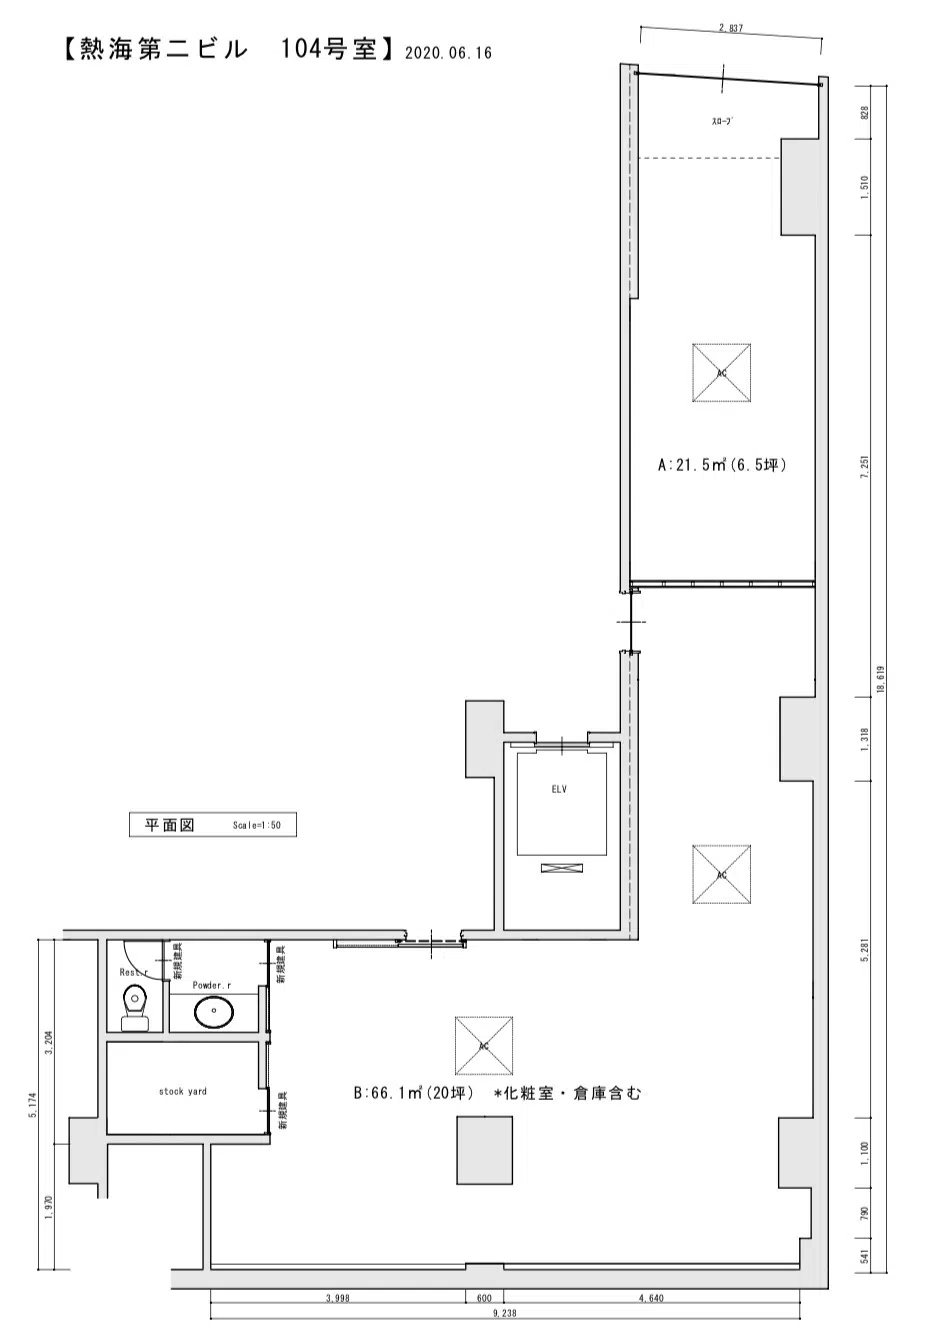 【熱海第二ビル 104号室】2020.06.16
2,837
スロープ
828
1,510
AC
A:21.5㎡(6.5坪)
7,251
18,619
1,318
ELV
平面図 Scale=1:50
AC
5,281
新規建具
新規建具
Rest.r
Powder.r
3,204
AC
stock yard
B:66.1㎡(20坪) *化粧室・倉庫含む
5,174
新規建具
1,100
1,970
790
541
3,998
600
4,640
9,238